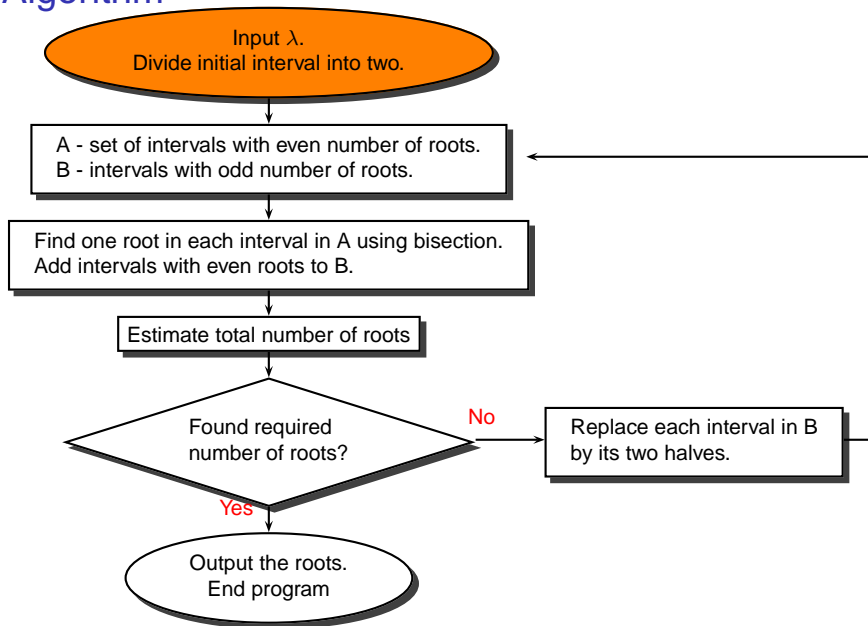 Algorithm
Input λ.
Divide initial interval into two.
A - set of intervals with even number of roots.
B - intervals with odd number of roots.
Find one root in each interval in A using bisection.
Add intervals with even roots to B.
Estimate total number of roots
Found required
number of roots?
No
Replace each interval in B
by its two halves.
Yes
Output the roots.
End program